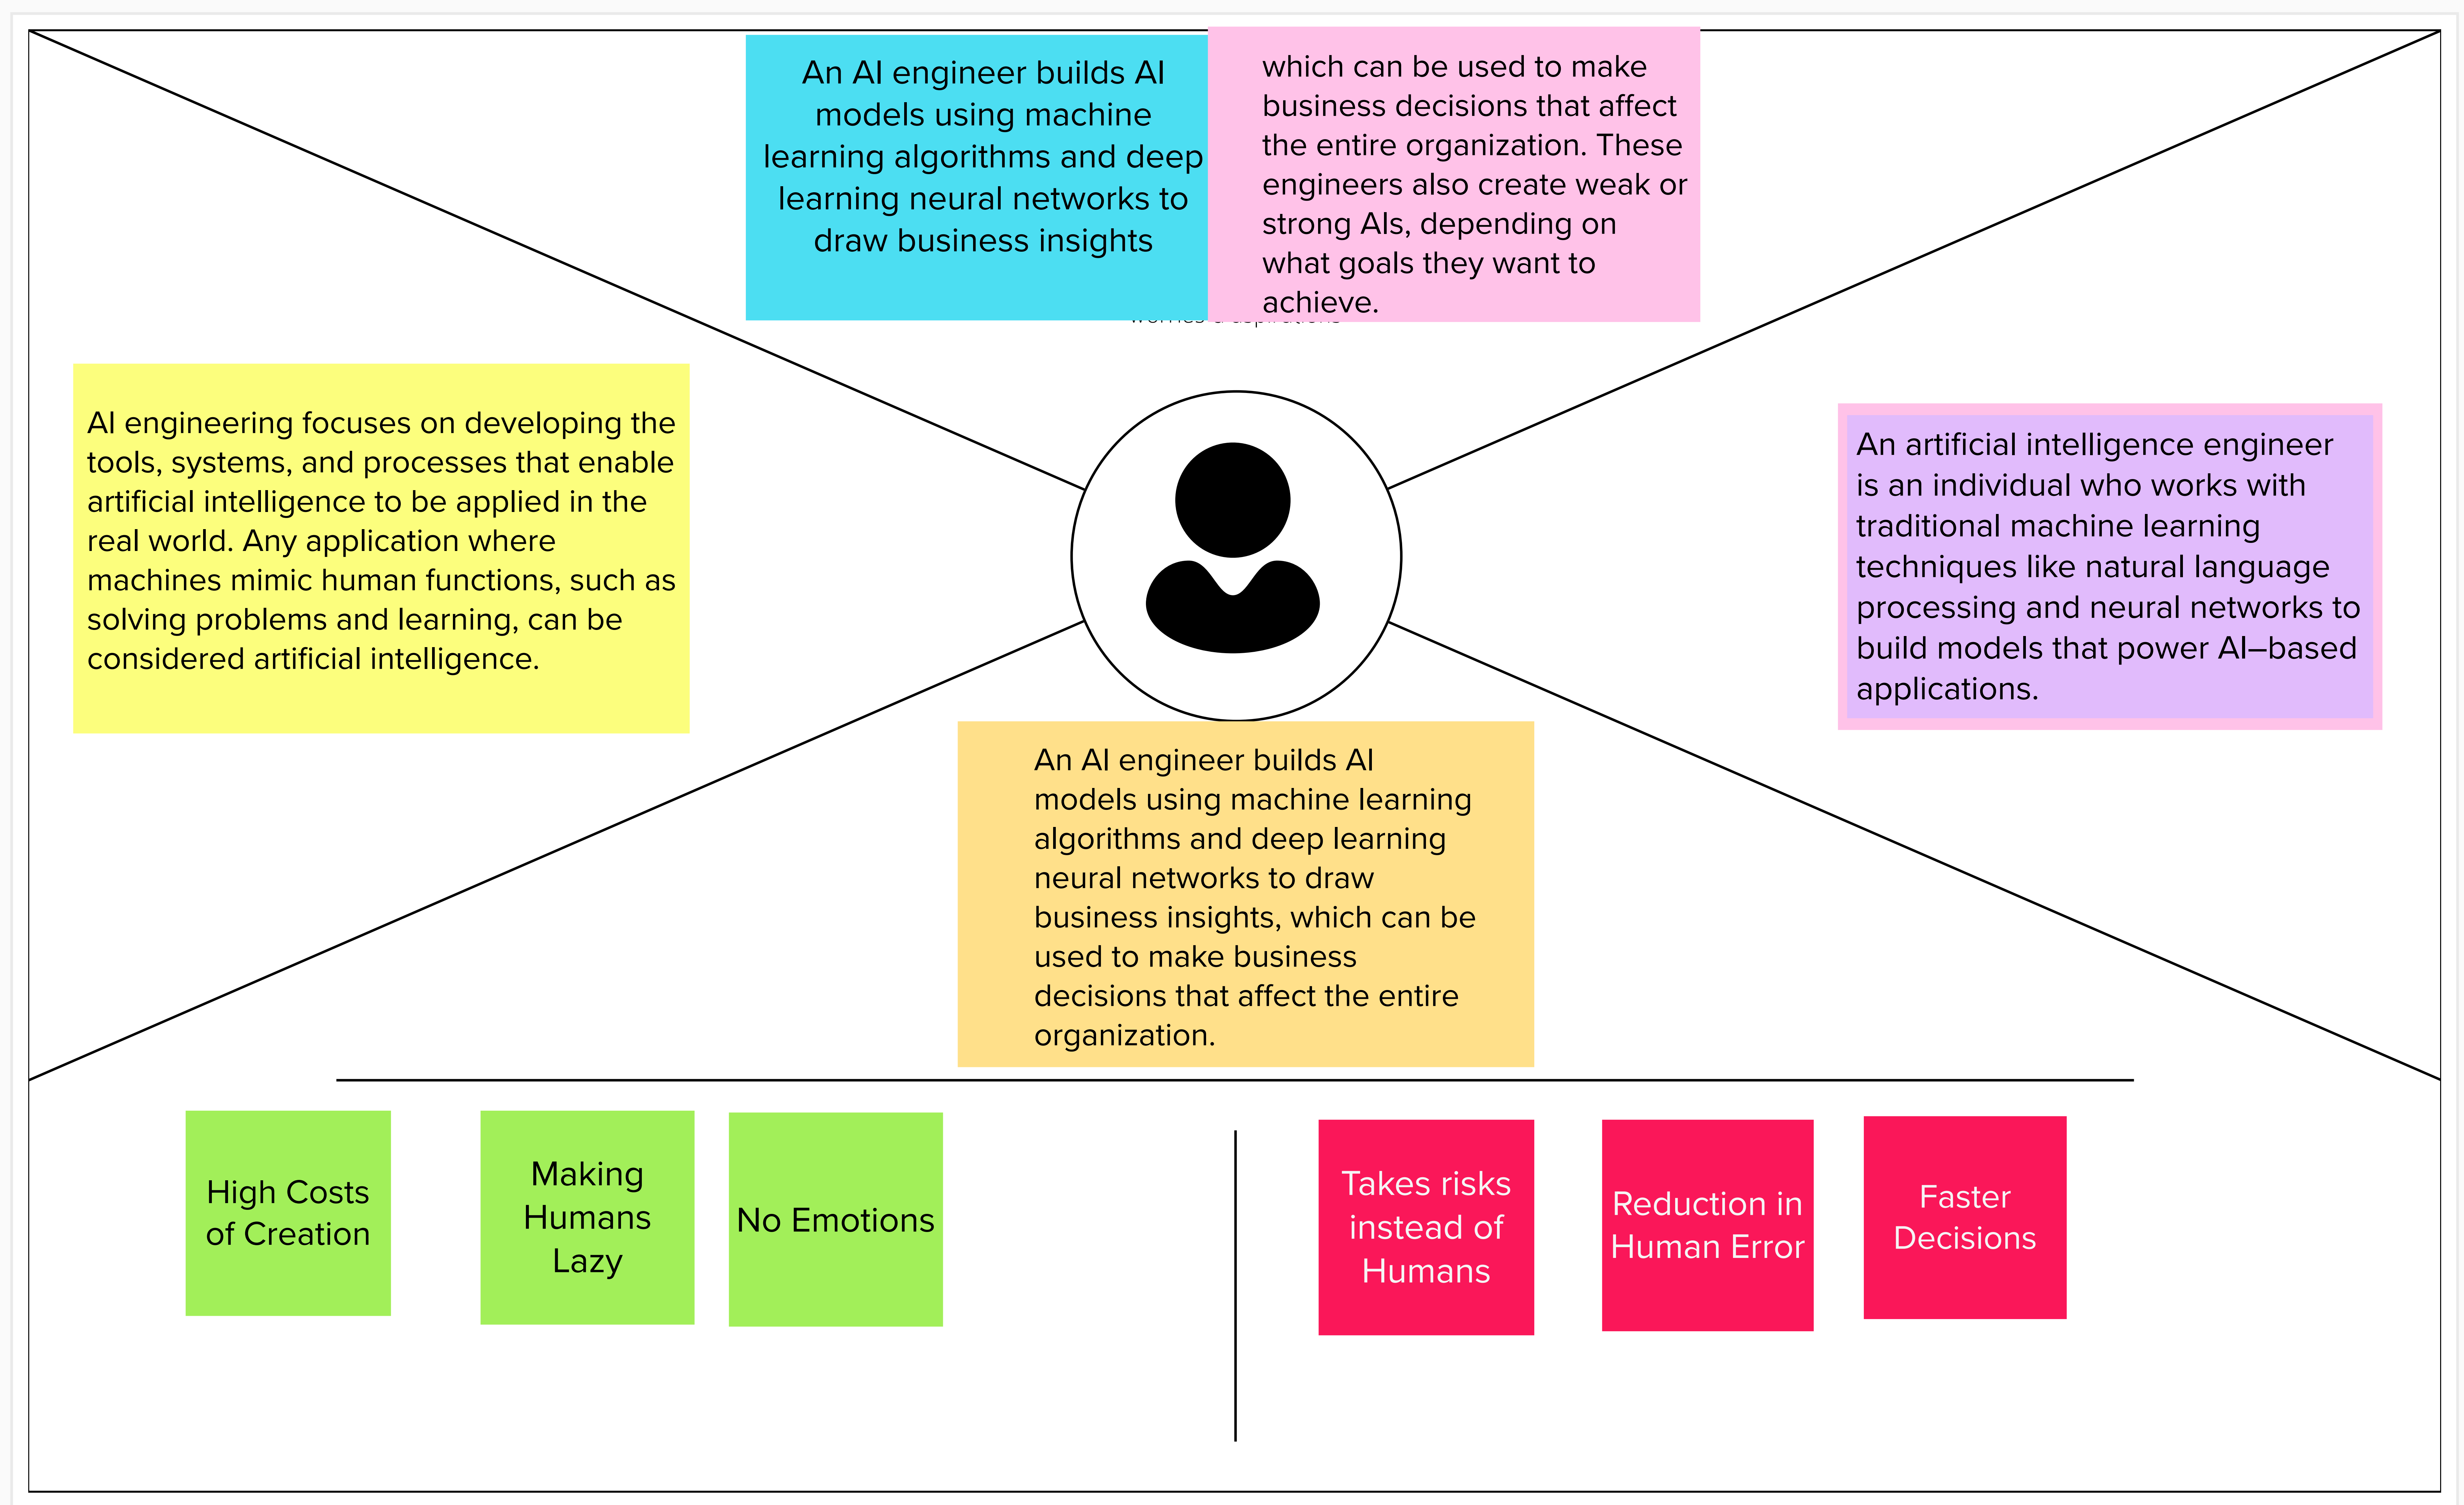 An AI engineer builds AI
models using machine
learning algorithms and deep
learning neural networks to
draw business insights
which can be used to make
business decisions that affect
the entire organization. These
engineers also create weak or
strong AIs, depending on
what goals they want to
achieve.
AI engineering focuses on developing the
tools, systems, and processes that enable
artificial intelligence to be applied in the
real world. Any application where
machines mimic human functions, such as
solving problems and learning, can be
considered artificial intelligence.
An artificial intelligence engineer
is an individual who works with
traditional machine learning
techniques like natural language
processing and neural networks to
build models that power AI–based
applications.
An AI engineer builds AI
models using machine learning
algorithms and deep learning
neural networks to draw
business insights, which can be
used to make business
decisions that affect the entire
organization.
High Costs
of Creation
Making
Humans
Lazy
No Emotions
Takes risks
instead of
Humans
Reduction in
Human Error
Faster
Decisions